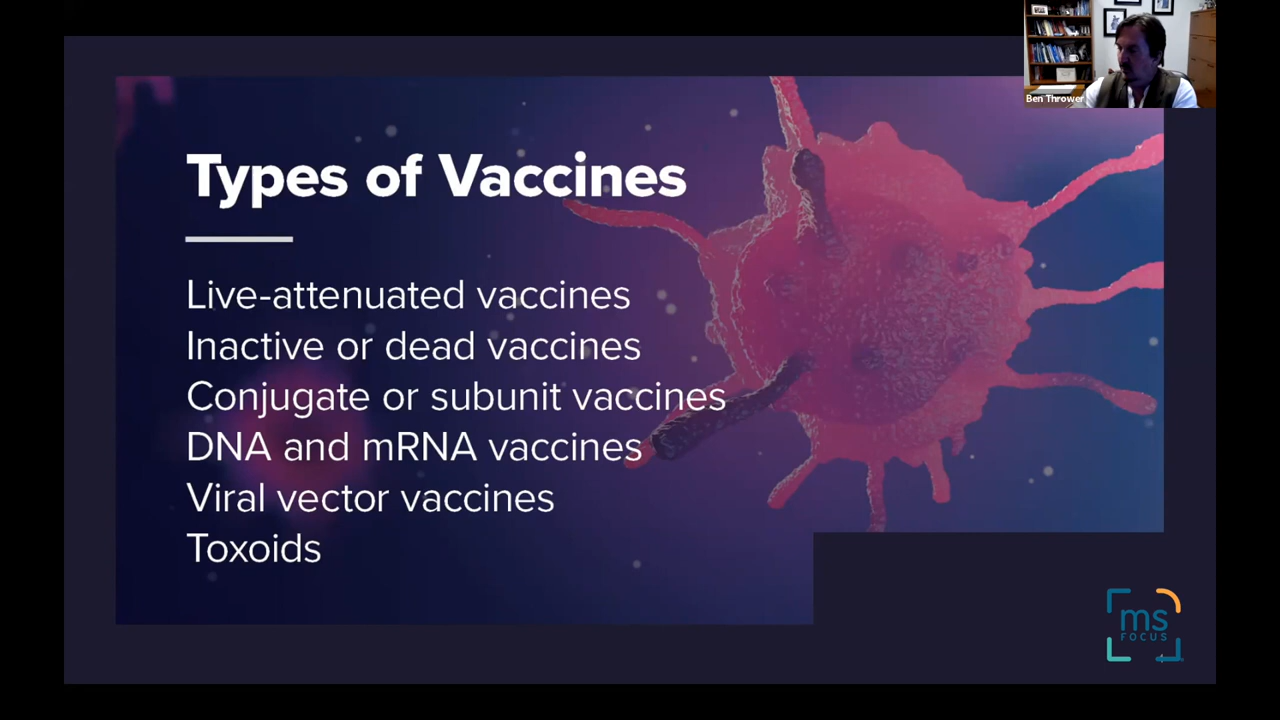 Ben Thrower
Types of Vaccines
Live-attenuated vaccines
Inactive or dead vaccines
Conjugate or subunit vaccines
DNA and mRNA vaccines
Viral vector vaccines
Toxoids
ms
FOCUS